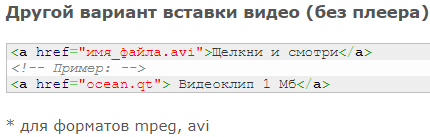 Другой вариант вставки видео (без плеера)
<a href="имя_файла.avi">Щелкни и смотри</a>
<!-- Пример: -->
<a href="ocean.qt"> Видеоклип 1 Мб</a>
* для форматов mpeg, avi